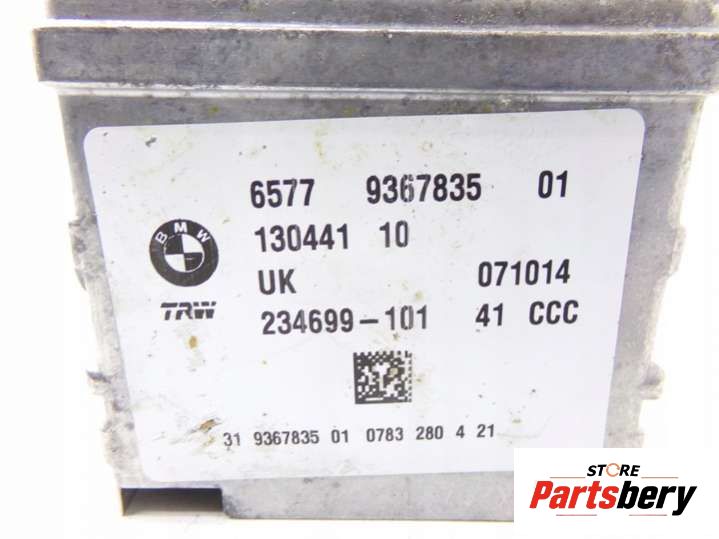 6577 9367835 01
BMW
130441 10
UK 071014
TRW
234699-101 41 CCC
31 9367835 01 0783 280 4 21
STORE
Partsbery